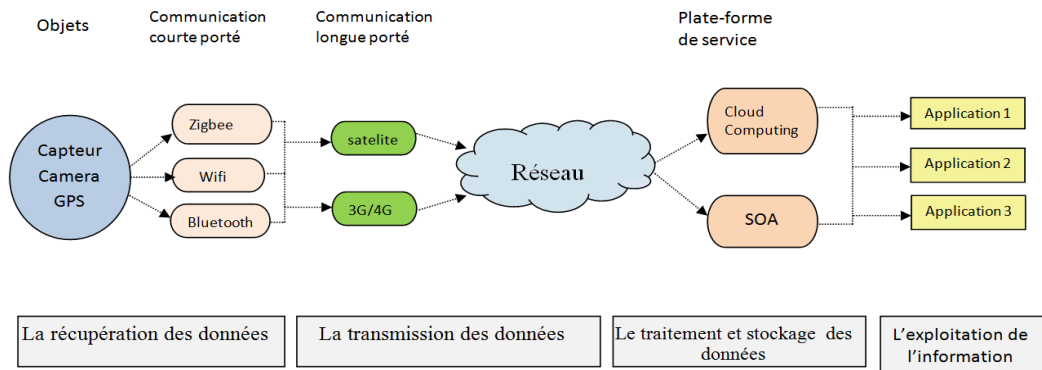 Objets
Communication
courte porté
Communication
longue porté
Plate-forme
de service
Capteur
Camera
GPS
Zigbee
Wifi
Bluetooth
satelite
3G/4G
Réseau
Cloud
Computing
SOA
Application 1
Application 2
Application 3
La récupération des données
La transmission des données
Le traitement et stockage des
données
L'exploitation de
l'information